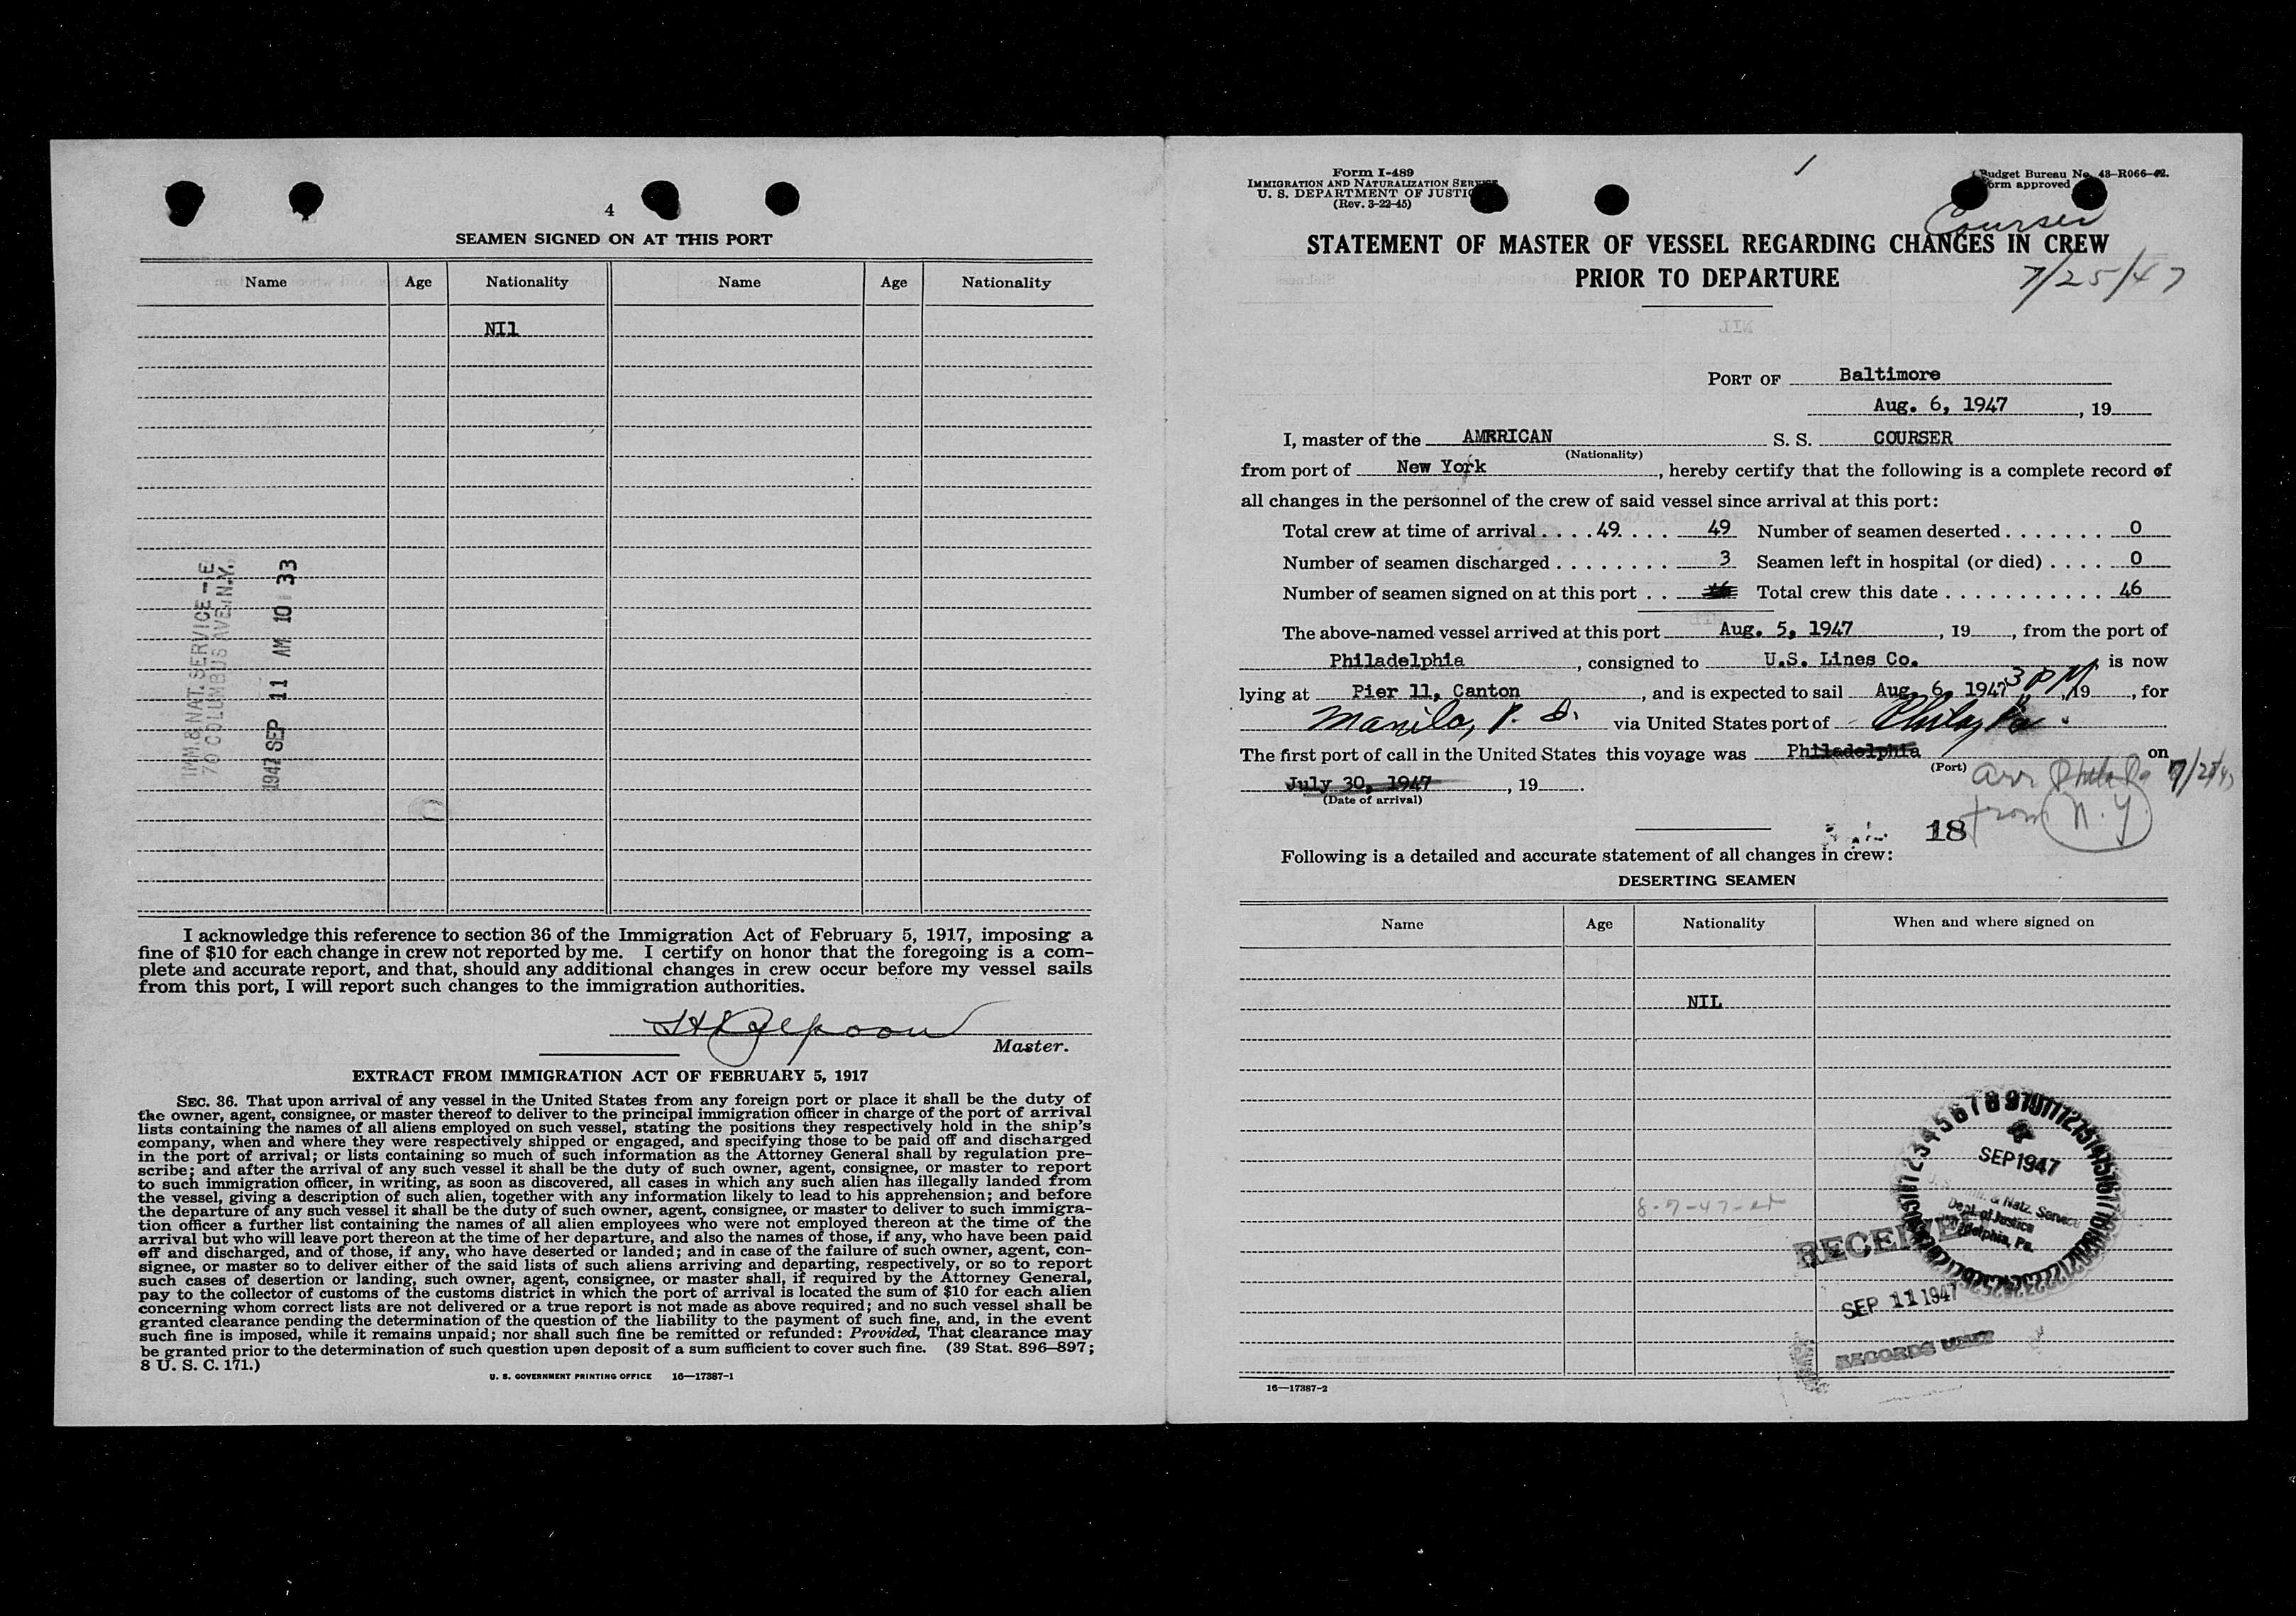 4
SEAMEN SIGNED ON AT THIS PORT
Name Age Nationality Name Age Nationality
NIl
IMM. & NAT. SERVICE
70 COLUMBUS AVE. N.Y.
1947 SEP 11 AM 10 33
I acknowledge this reference to section 36 of the Immigration Act of February 5, 1917, imposing a
fine of $10 for each change in crew not reported by me. I certify on honor that the foregoing is a com-
plete and accurate report, and that, should any additional changes in crew occur before my vessel sails
from this port, I will report such changes to the immigration authorities.
Master.
EXTRACT FROM IMMIGRATION ACT OF FEBRUARY 5, 1917
SEC. 36. That upon arrival of any vessel in the United States from any foreign port or place it shall be the duty of
the owner, agent, consignee, or master thereof to deliver to the principal immigration officer in charge of the port of arrival
lists containing the names of all aliens employed on such vessel, stating the positions they respectively hold in the ship's
company, when and where they were respectively shipped or engaged, and specifying those to be paid off and discharged
in the port of arrival; or lists containing so much of such information as the Attorney General shall by regulation pre-
scribe; and after the arrival of any such vessel it shall be the duty of such owner, agent, consignee, or master to report
to such immigration officer, in writing, as soon as discovered, all cases in which any such alien has illegally landed from
the vessel, giving a description of such alien, together with any information likely to lead to his apprehension; and before
the departure of any such vessel it shall be the duty of such owner, agent, consignee, or master to deliver to such immigra-
tion officer a further list containing the names of all alien employees who were not employed thereon at the time of the
arrival but who will leave port thereon at the time of her departure, and also the names of those, if any, who have been paid
off and discharged, and of those, if any, who have deserted or landed; and in case of the failure of such owner, agent, con-
signee, or master so to deliver either of the said lists of such aliens arriving and departing, respectively, or so to report
such cases of desertion or landing, such owner, agent, consignee, or master shall, if required by the Attorney General,
pay to the collector of customs of the customs district in which the port of arrival is located the sum of $10 for each alien
concerning whom correct lists are not delivered or a true report is not made as above required; and no such vessel shall be
granted clearance pending the determination of the question of the liability to the payment of such fine, and, in the event
such fine is imposed, while it remains unpaid; nor shall such fine be remitted or refunded: Provided, That clearance may
be granted prior to the determination of such question upon deposit of a sum sufficient to cover such fine. (39 Stat. 896–897;
8 U. S. C. 171.)
U. S. GOVERNMENT PRINTING OFFICE 16—17387-1
Form I-489
IMMIGRATION AND NATURALIZATION SERVICE
U. S. DEPARTMENT OF JUSTICE
(Rev. 3-22-45)
Budget Bureau No. 43–R066-42.
Form approved
Courser
STATEMENT OF MASTER OF VESSEL REGARDING CHANGES IN CREW
PRIOR TO DEPARTURE
7/25/47
PORT OF Baltimore
Aug. 6, 1947, 19
I, master of the AMRRICAN S. S. COURSER
(Nationality)
from port of New York, hereby certify that the following is a complete record of
all changes in the personnel of the crew of said vessel since arrival at this port:
Total crew at time of arrival . . . . 49. . . . 49 Number of seamen deserted . . . . . . . 0
Number of seamen discharged . . . . . . . . 3 Seamen left in hospital (or died) . . . . 0
Number of seamen signed on at this port . . Total crew this date . . . . . . . . . . . 46
The above-named vessel arrived at this port Aug. 5, 1947, 19, from the port of
Philadelphia, consigned to U.S. Lines Co. is now
lying at Pier 11, Canton, and is expected to sail Aug. 6, 1947 3 PM, 19, for
Manila, P. I. via United States port of Phila, Pa.
The first port of call in the United States this voyage was Philadelphia on
(Port)
July 30, 1947, 19.
(Date of arrival)
arr Phila Pa
from N.Y.
18
Following is a detailed and accurate statement of all changes in crew:
DESERTING SEAMEN
Name Age Nationality When and where signed on
NIL
SEP 1947
& Natz. Service
Dept. of Justice
Philadelphia, Pa.
RECEIVED
SEP 11 1947
RECORDS UNIT
16—17387-2